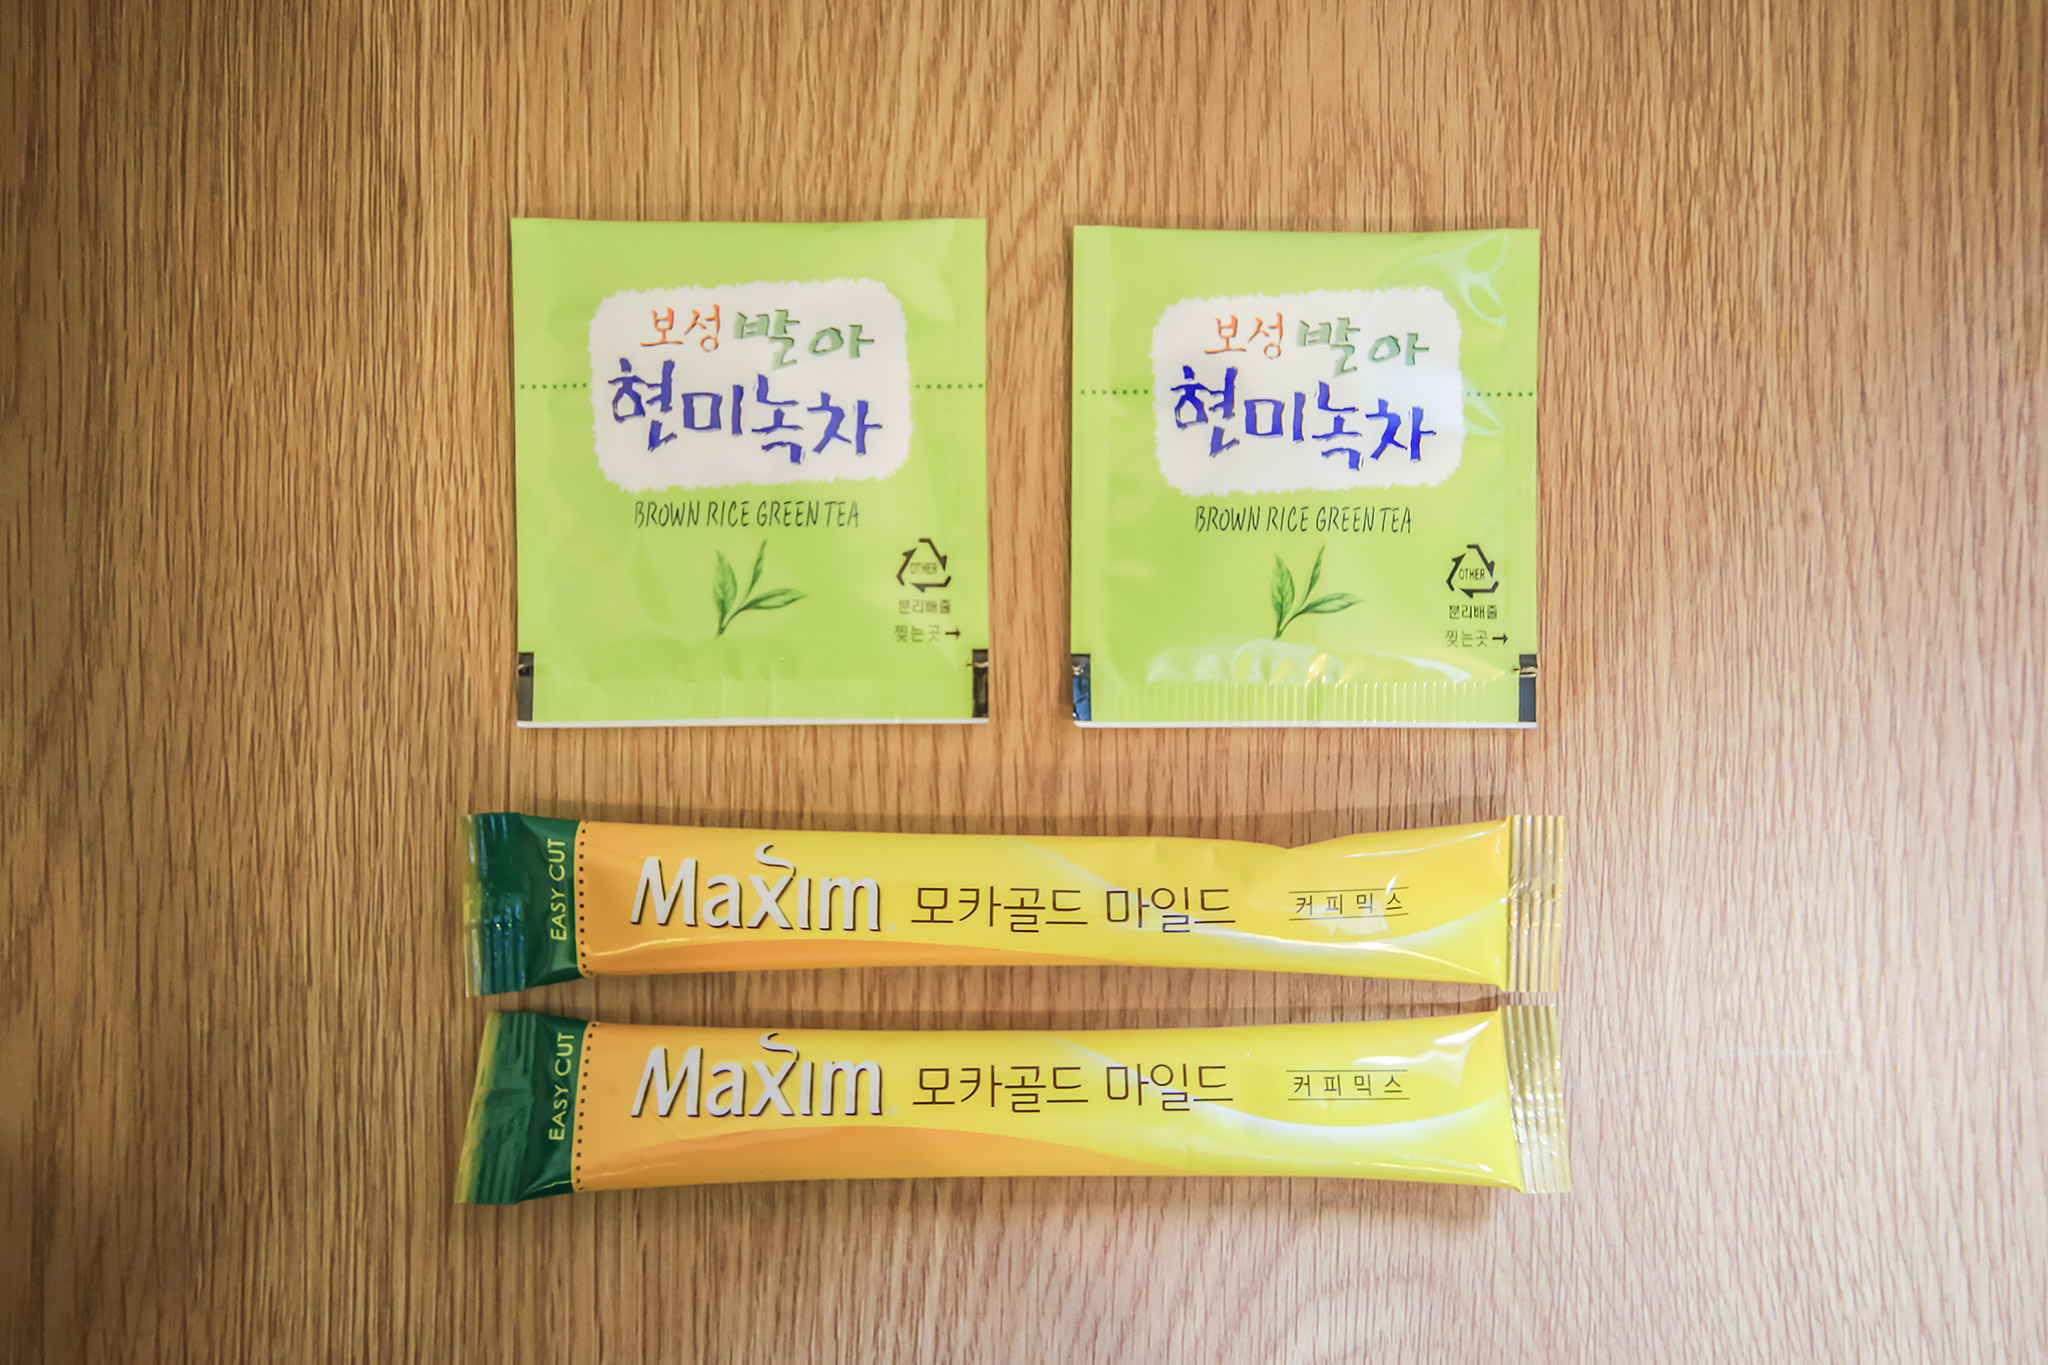 보성 발아
현미녹차
BROWN RICE GREEN TEA
OTHER
분리배출
찢는곳→
보성 발아
현미녹차
BROWN RICE GREEN TEA
OTHER
분리배출
찢는곳→
EASY CUT
Maxim 모카골드 마일드 커피믹스
EASY CUT
Maxim 모카골드 마일드 커피믹스